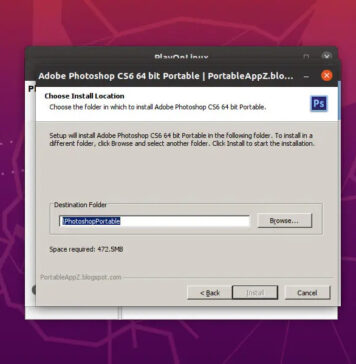 PlayOnLinux
Adobe Photoshop CS6 64 bit Portable | PortableAppZ.blo...
Choose Install Location
Choose the folder in which to install Adobe Photoshop CS6 64 bit Portable.
Ps
Setup will install Adobe Photoshop CS6 64 bit Portable in the following folder. To install in a
different folder, click Browse and select another folder. Click Install to start the installation.
Destination Folder
\PhotoshopPortable
Browse...
Space required: 472.5MB
PortableAppZ.blogspot.com
< Back
Install
Cancel